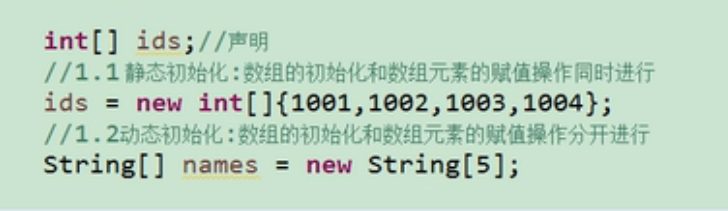 int[] ids;//声明
//1.1 静态初始化:数组的初始化和数组元素的赋值操作同时进行
ids = new int[]{1001,1002,1003,1004};
//1.2动态初始化:数组的初始化和数组元素的赋值操作分开进行
String[] names = new String[5];